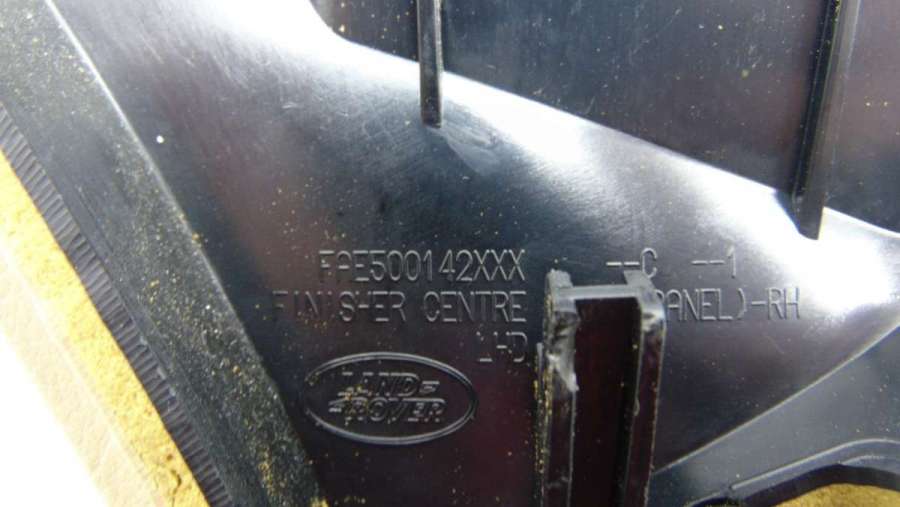 FAE500142XXX --C --1
FINISHER CENTRE PANEL)-RH
LHD
LAND-
-ROVER